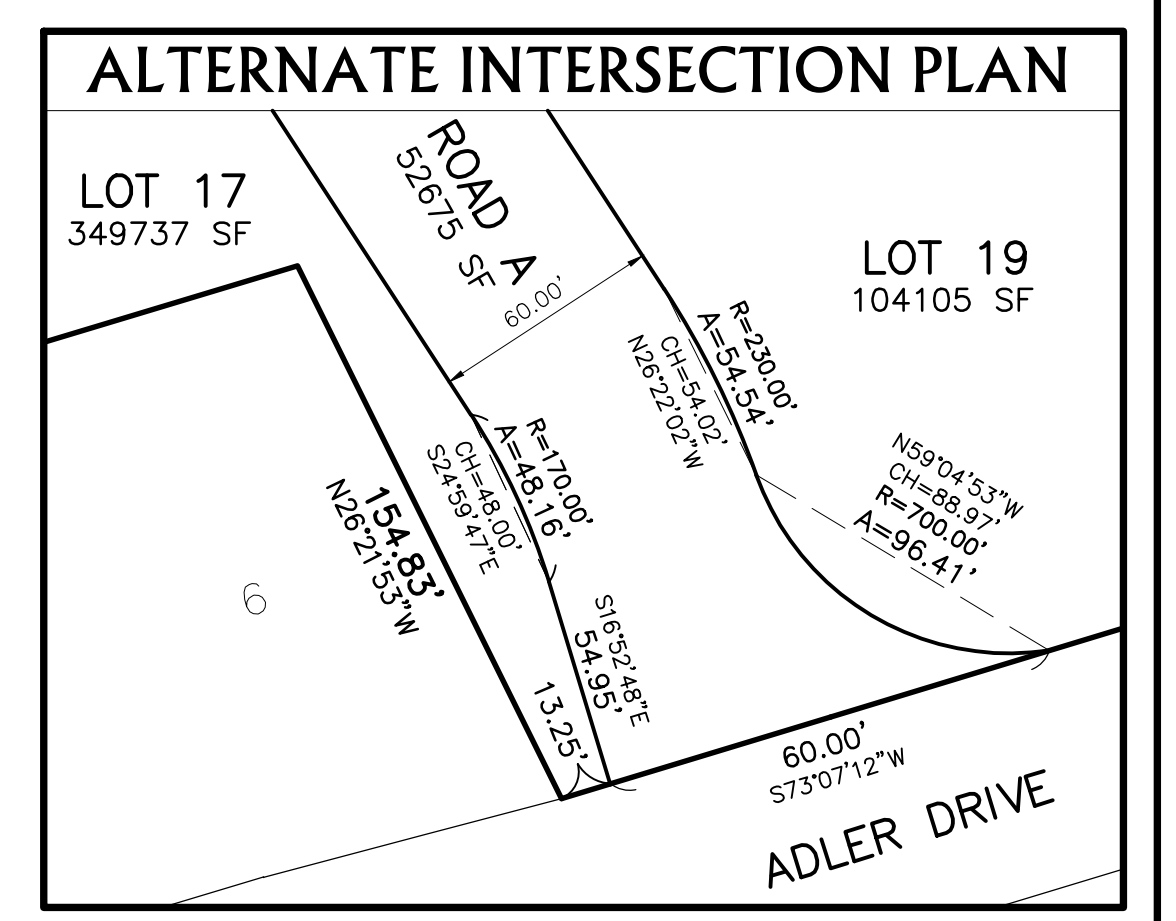 ALTERNATE INTERSECTION PLAN
LOT 17
349737 SF
ROAD A
52675 SF
60.00'
LOT 19
104105 SF
R=230.00'
A=54.54'
CH=54.02'
N26°22'02"W
R=170.00'
A=48.16'
CH=48.00'
S24°59'47"E
N59°04'53"W
CH=88.97'
R=700.00'
A=96.41'
154.83'
N26°21'53"W
6
S16°52'48"E
54.95'
13.25'
60.00'
S73°07'12"W
ADLER DRIVE